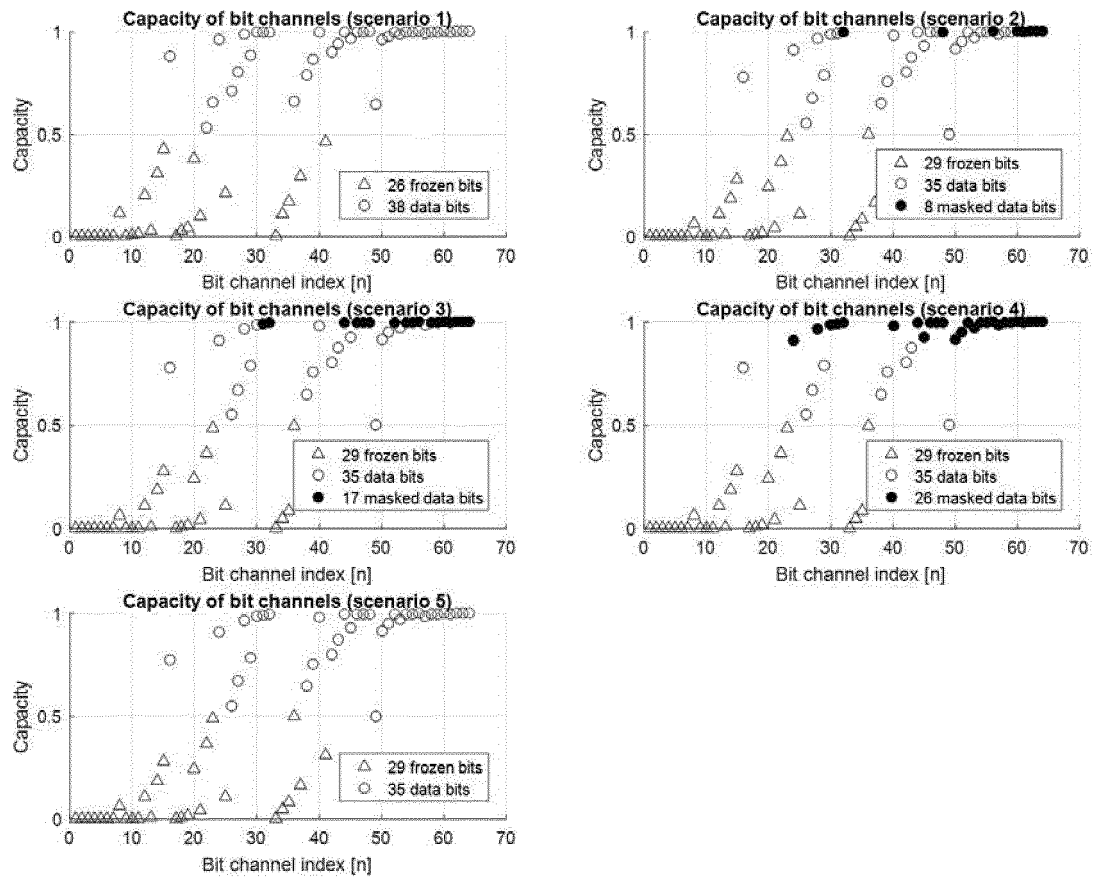 Capacity of bit channels (scenario 1)
1
0.5
0
Capacity
0 10 20 30 40 50 60 70
Bit channel index [n]
26 frozen bits
38 data bits
Capacity of bit channels (scenario 2)
1
0.5
0
Capacity
0 10 20 30 40 50 60 70
Bit channel index [n]
29 frozen bits
35 data bits
8 masked data bits
Capacity of bit channels (scenario 3)
1
0.5
0
Capacity
0 10 20 30 40 50 60 70
Bit channel index [n]
29 frozen bits
35 data bits
17 masked data bits
Capacity of bit channels (scenario 4)
1
0.5
0
Capacity
0 10 20 30 40 50 60 70
Bit channel index [n]
29 frozen bits
35 data bits
26 masked data bits
Capacity of bit channels (scenario 5)
1
0.5
0
Capacity
0 10 20 30 40 50 60 70
Bit channel index [n]
29 frozen bits
35 data bits